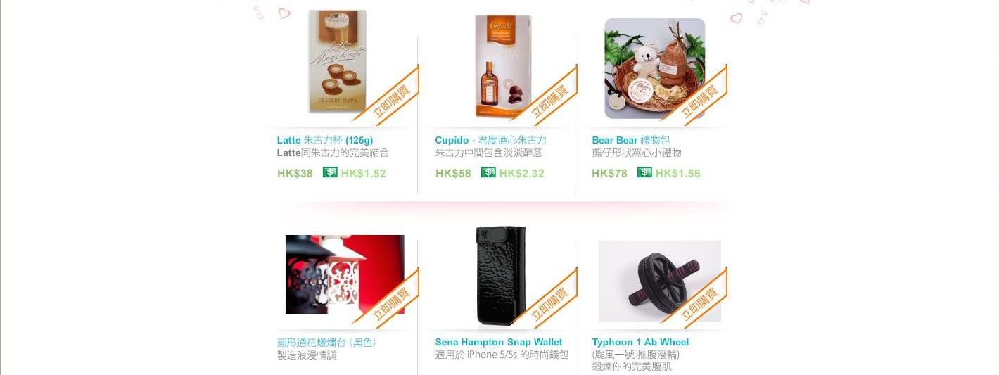 Cupido
Latte Macchiato
DESSERT CUPS
立即購買
Cupido
立即購買
立即購買
Latte 朱古力杯 (125g)
Latte同朱古力的完美結合
HK$38 $ HK$1.52
Cupido - 君度酒心朱古力
朱古力中間包含淡淡醉意
HK$58 $ HK$2.32
Bear Bear 禮物包
熊仔形狀窩心小禮物
HK$78 $ HK$1.56
立即購買
立即購買
立即購買
圓形通花蠟燭台 (黑色)
製造浪漫情調
Sena Hampton Snap Wallet
適用於 iPhone 5/5s 的時尚錢包
Typhoon 1 Ab Wheel
(颱風一號 推腹滾輪)
鍛煉你的完美腹肌